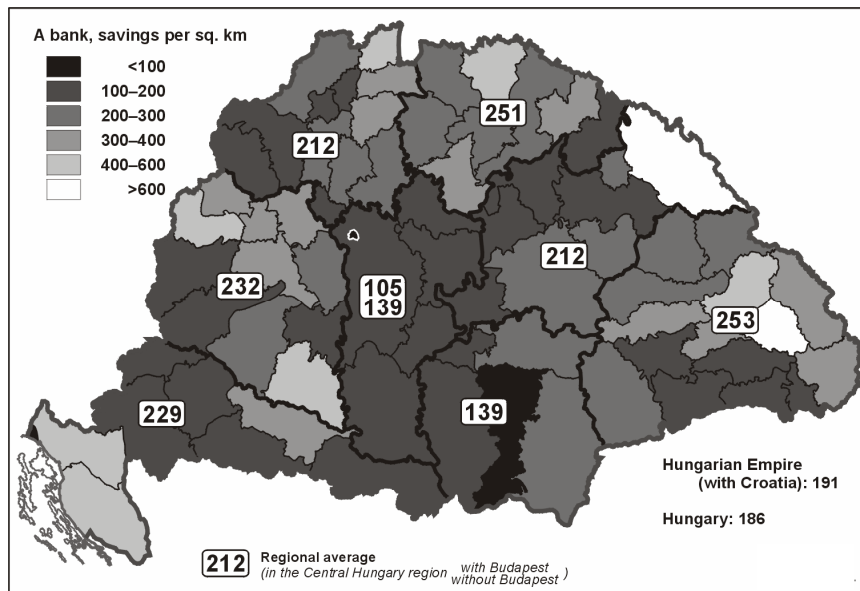 A bank, savings per sq. km
<100
100–200
200–300
300–400
400–600
>600
251
212
212
232
105
139
253
229
139
Hungarian Empire
(with Croatia): 191
Hungary: 186
212 Regional average
(in the Central Hungary region with Budapest
without Budapest )